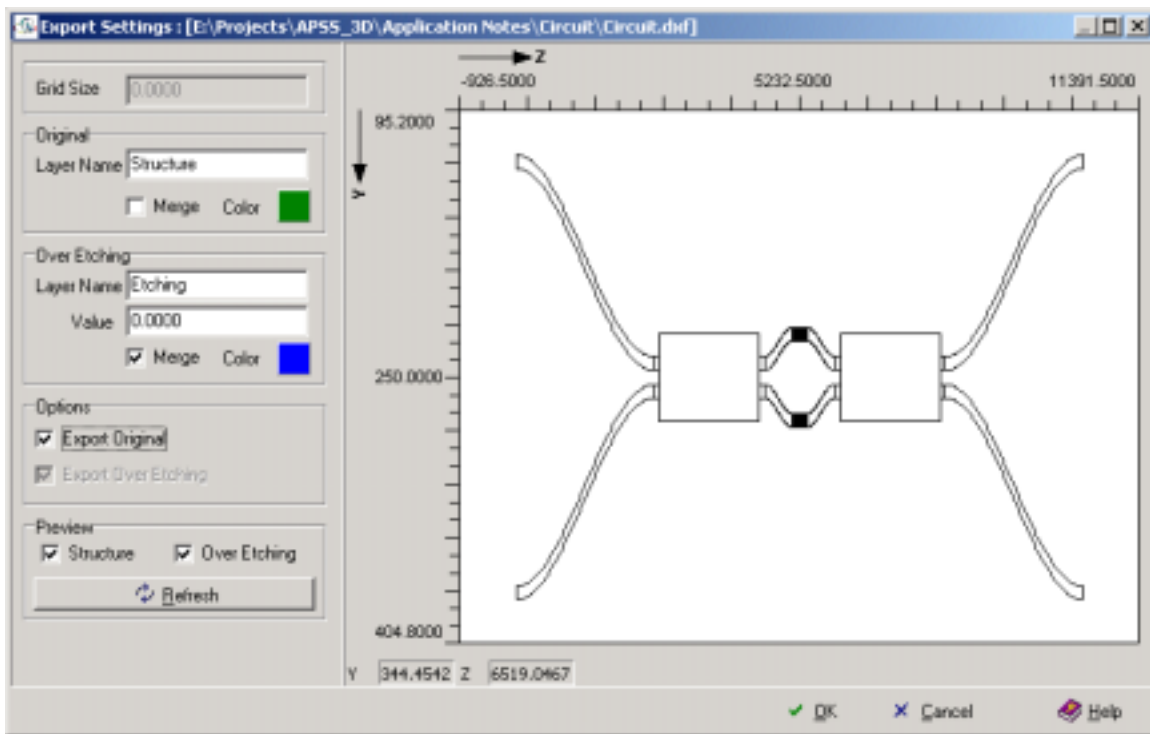 Export Settings : [E:\Projects\APSS_3D\Application Notes\Circuit\Circuit.dxf]
Grid Size 0.0000
Original
Layer Name Structure
Merge Color
Over Etching
Layer Name Etching
Value 0.0000
Merge Color
Options
Export Original
Export Over Etching
Preview
Structure Over Etching
Refresh
Z
-926.5000 5232.5000 11391.5000
95.2000
Y
250.0000
404.8000
Y 344.4542 Z 6519.0467
OK Cancel Help